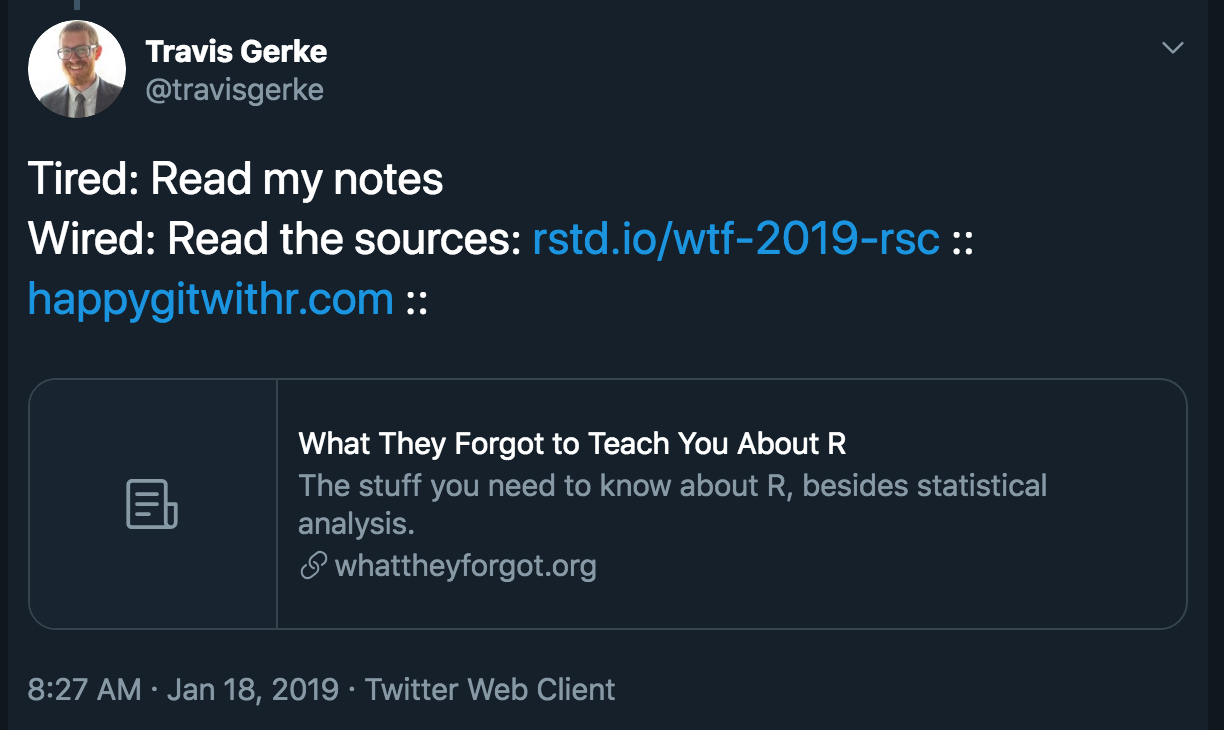 Travis Gerke
@travisgerke
Tired: Read my notes
Wired: Read the sources: rstd.io/wtf-2019-rsc ::
happygitwithr.com ::
What They Forgot to Teach You About R
The stuff you need to know about R, besides statistical
analysis.
whattheyforgot.org
8:27 AM · Jan 18, 2019 · Twitter Web Client